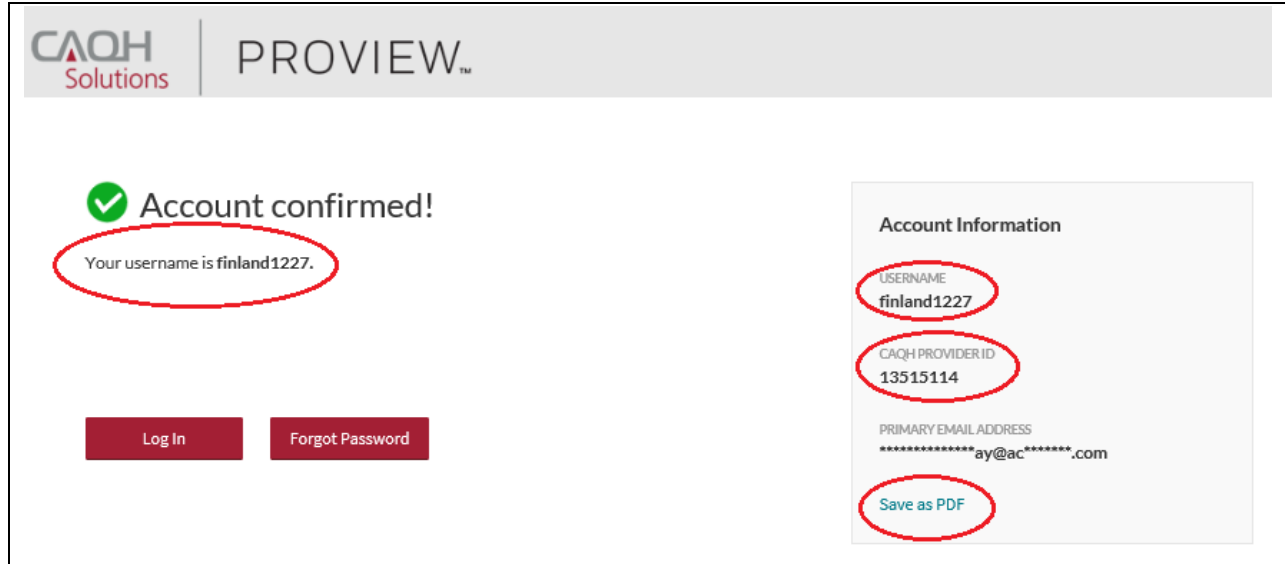 CAQH
Solutions
PROVIEW™
Account confirmed!
Your username is finland1227.
Log In
Forgot Password
Account Information
USERNAME
finland1227
CAQH PROVIDER ID
13515114
PRIMARY EMAIL ADDRESS
**************ay@ac*******.com
Save as PDF